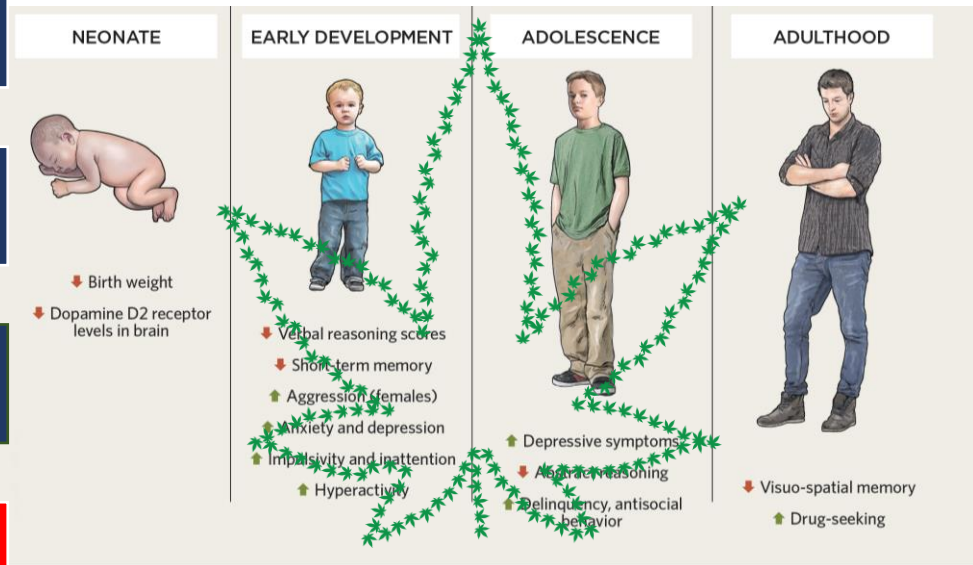 NEONATE
Birth weight
Dopamine D2 receptor
levels in brain
EARLY DEVELOPMENT
Verbal reasoning scores
Short-term memory
Aggression (females)
Anxiety and depression
Impulsivity and inattention
Hyperactivity
ADOLESCENCE
Depressive symptoms
Abstract reasoning
Delinquency, antisocial
behavior
ADULTHOOD
Visuo-spatial memory
Drug-seeking